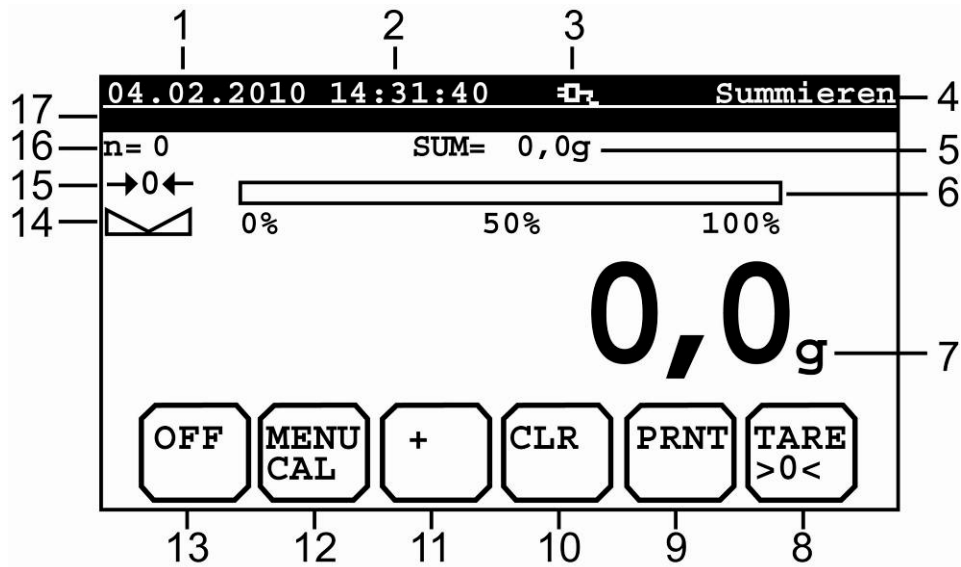 1 2 3
04.02.2010 14:31:40 Summieren 4
17
16 n= 0 SUM= 0,0g 5
15 →0← 6
14 0% 50% 100%
0,0g 7
OFF MENU + CLR PRNT TARE
CAL >0<
13 12 11 10 9 8